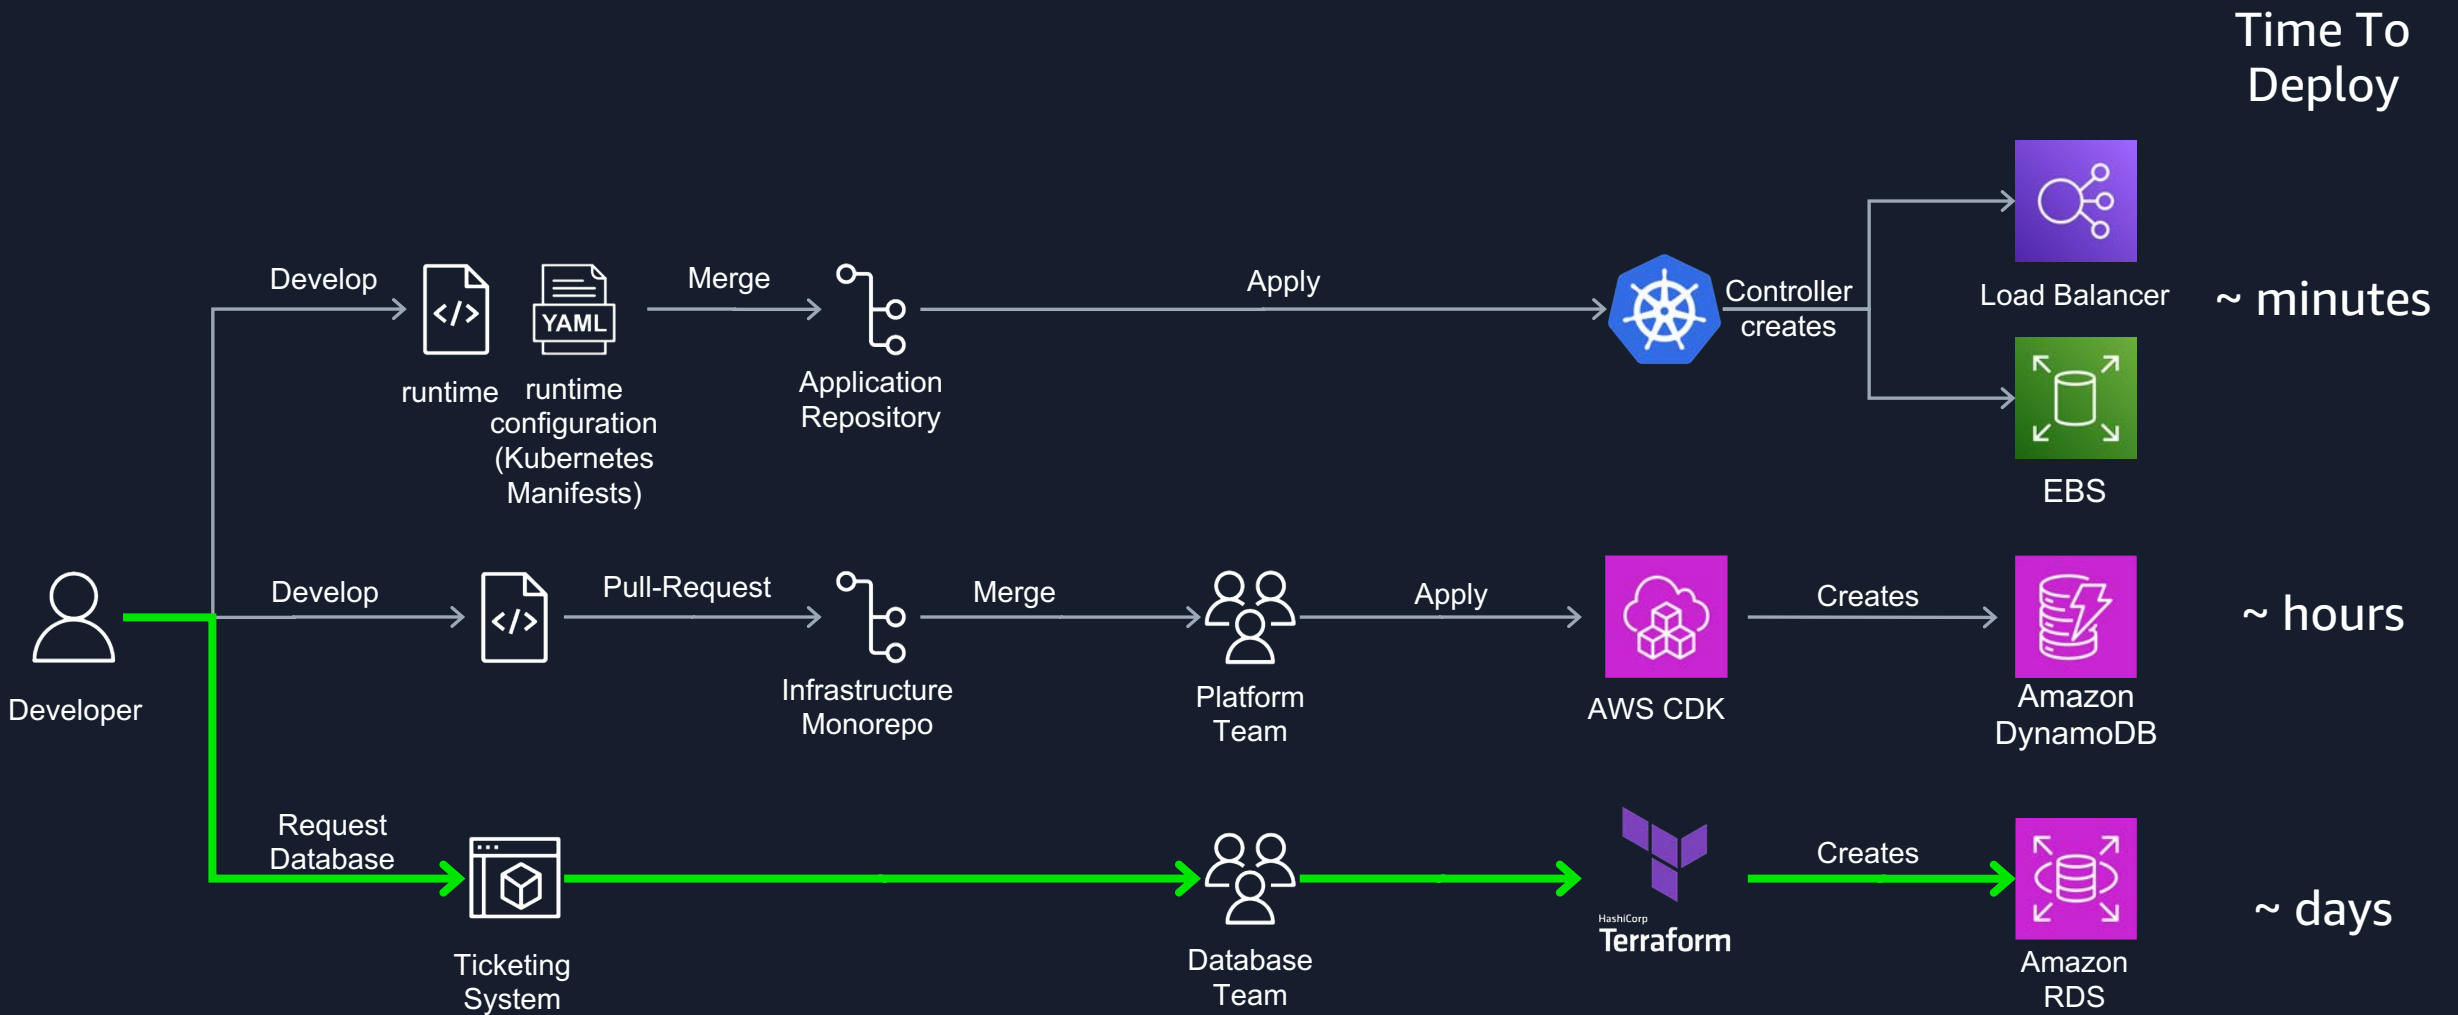 Time To
Deploy
Develop
</>
YAML
runtime
runtime
configuration
(Kubernetes
Manifests)
Merge
Application
Repository
Apply
Controller
creates
Load Balancer
EBS
~ minutes
Developer
Develop
</>
Pull-Request
Infrastructure
Monorepo
Merge
Platform
Team
Apply
AWS CDK
Creates
Amazon
DynamoDB
~ hours
Request
Database
Ticketing
System
Database
Team
HashiCorp
Terraform
Creates
Amazon
RDS
~ days